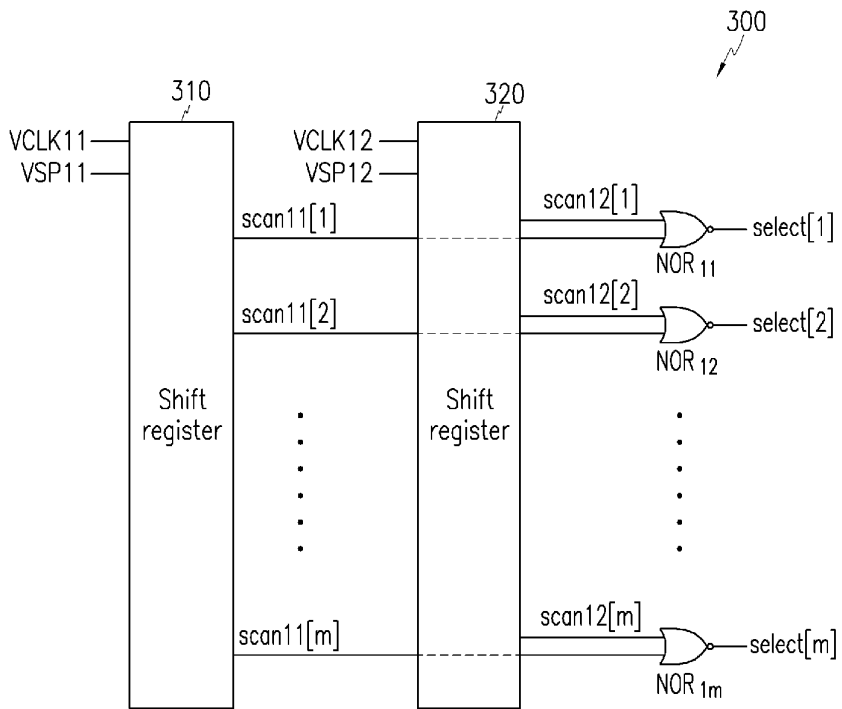 300
310
320
VCLK11
VCLK12
VSP11
VSP12
scan11[1]
scan12[1]
select[1]
NOR11
scan11[2]
scan12[2]
select[2]
NOR12
Shift
register
Shift
register
scan11[m]
scan12[m]
select[m]
NOR1m